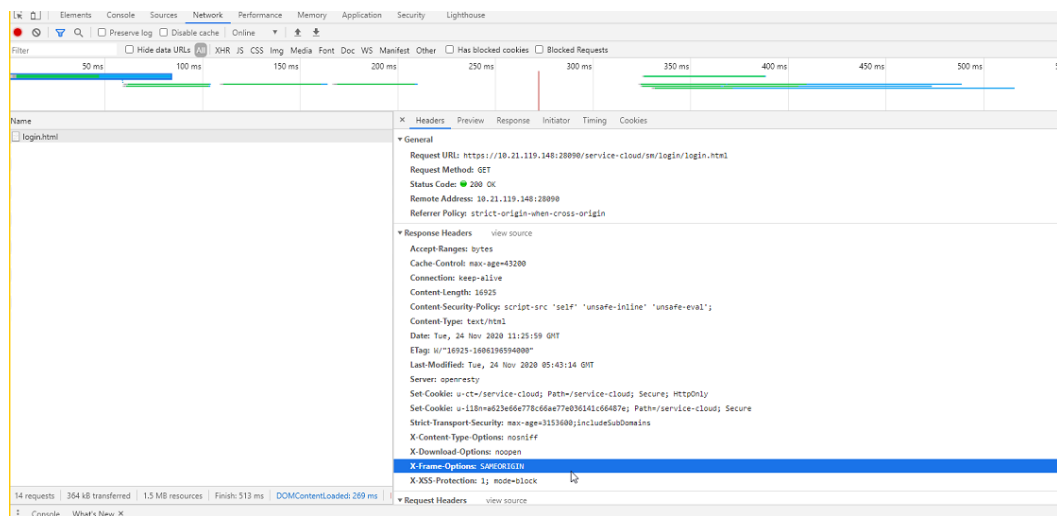 Elements Console Sources Network Performance Memory Application Security Lighthouse
Preserve log Disable cache Online
Filter Hide data URLs All XHR JS CSS Img Media Font Doc WS Manifest Other Has blocked cookies Blocked Requests
50 ms 100 ms 150 ms 200 ms 250 ms 300 ms 350 ms 400 ms 450 ms 500 ms
Name
login.html
× Headers Preview Response Initiator Timing Cookies
General
Request URL: https://10.21.119.148:28090/service-cloud/sm/login/login.html
Request Method: GET
Status Code: 200 OK
Remote Address: 10.21.119.148:28090
Referrer Policy: strict-origin-when-cross-origin
Response Headers view source
Accept-Ranges: bytes
Cache-Control: max-age=43200
Connection: keep-alive
Content-Length: 16925
Content-Security-Policy: script-src 'self' 'unsafe-inline' 'unsafe-eval';
Content-Type: text/html
Date: Tue, 24 Nov 2020 11:25:59 GMT
ETag: W/"16925-1606196594000"
Last-Modified: Tue, 24 Nov 2020 05:43:14 GMT
Server: openresty
Set-Cookie: u-ct=/service-cloud; Path=/service-cloud; Secure; HttpOnly
Set-Cookie: u-i18n=a623e66e778c66ae77e036141c66487e; Path=/service-cloud; Secure
Strict-Transport-Security: max-age=3153600;includeSubDomains
X-Content-Type-Options: nosniff
X-Download-Options: noopen
X-Frame-Options: SAMEORIGIN
X-XSS-Protection: 1; mode=block
Request Headers view source
14 requests 364 kB transferred 1.5 MB resources Finish: 513 ms DOMContentLoaded: 269 ms
Console What's New ×